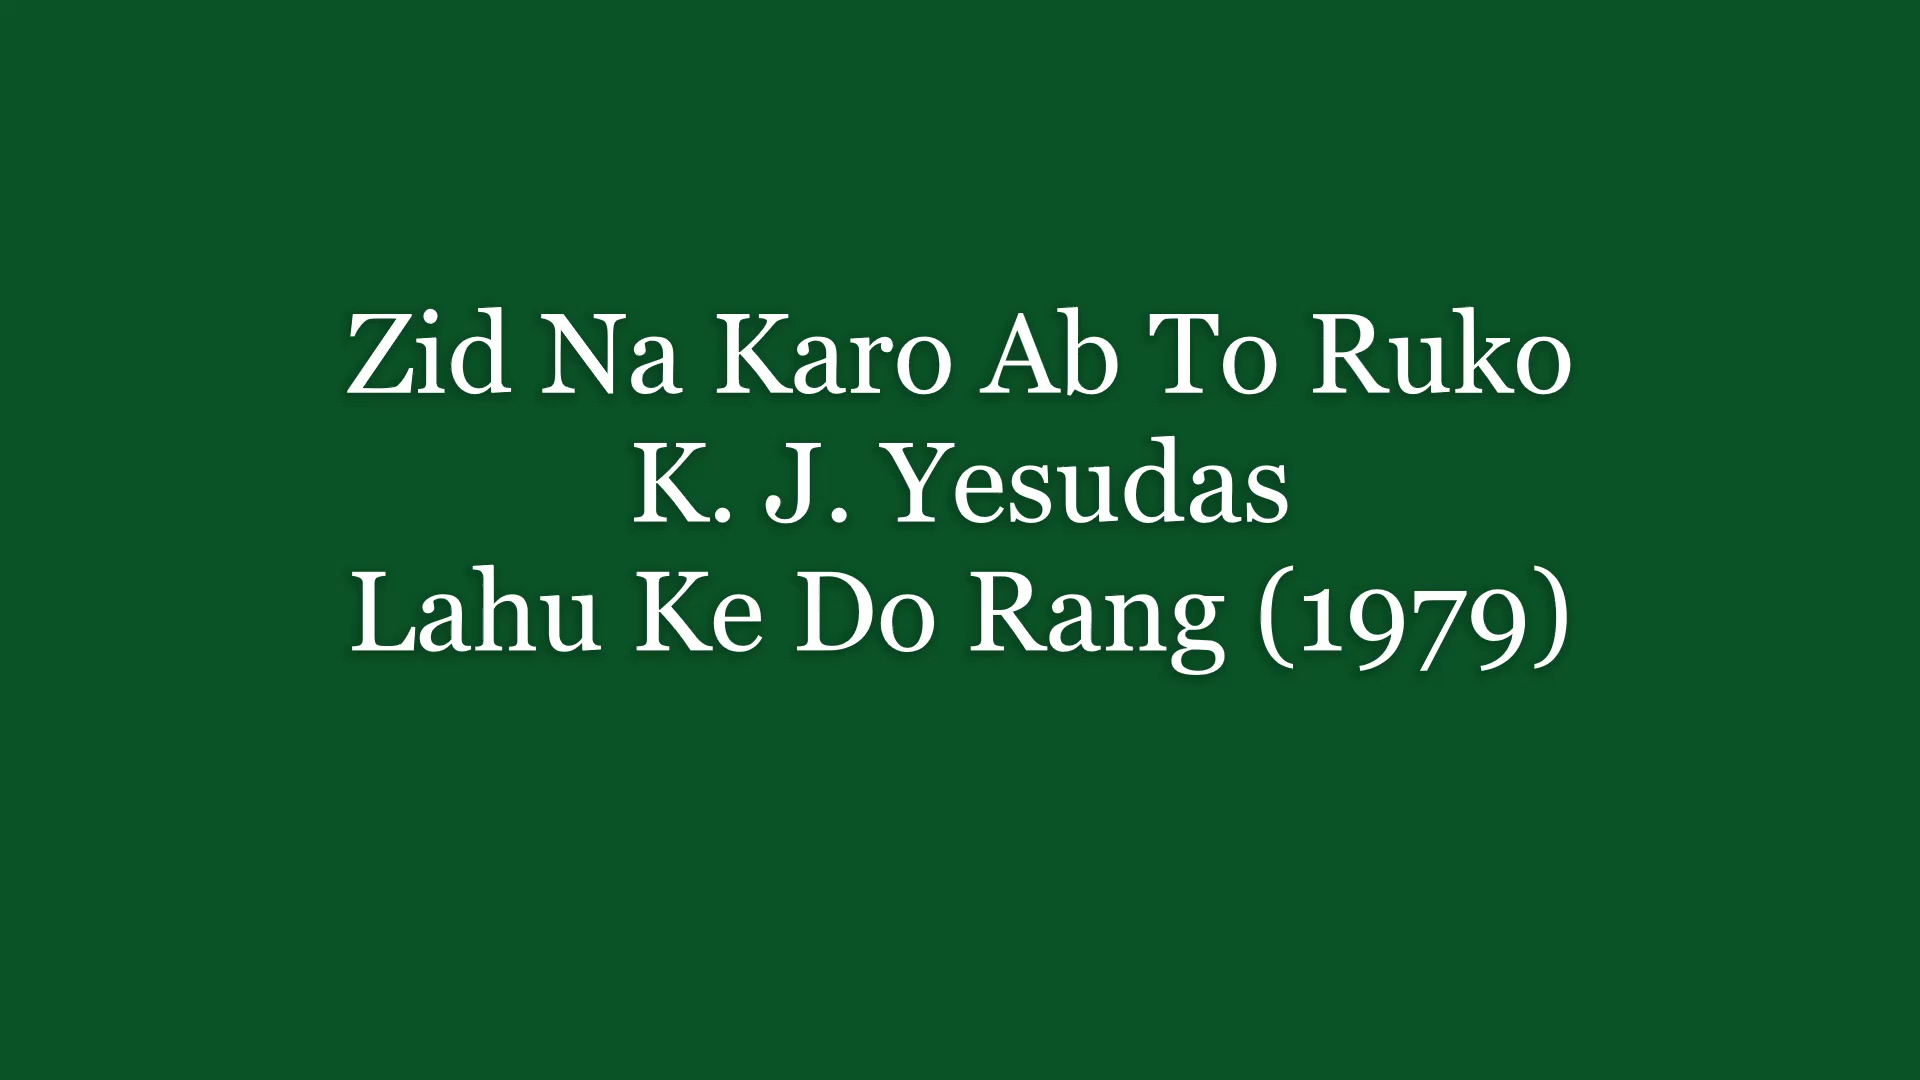 Zid Na Karo Ab To Ruko
K. J. Yesudas
Lahu Ke Do Rang (1979)